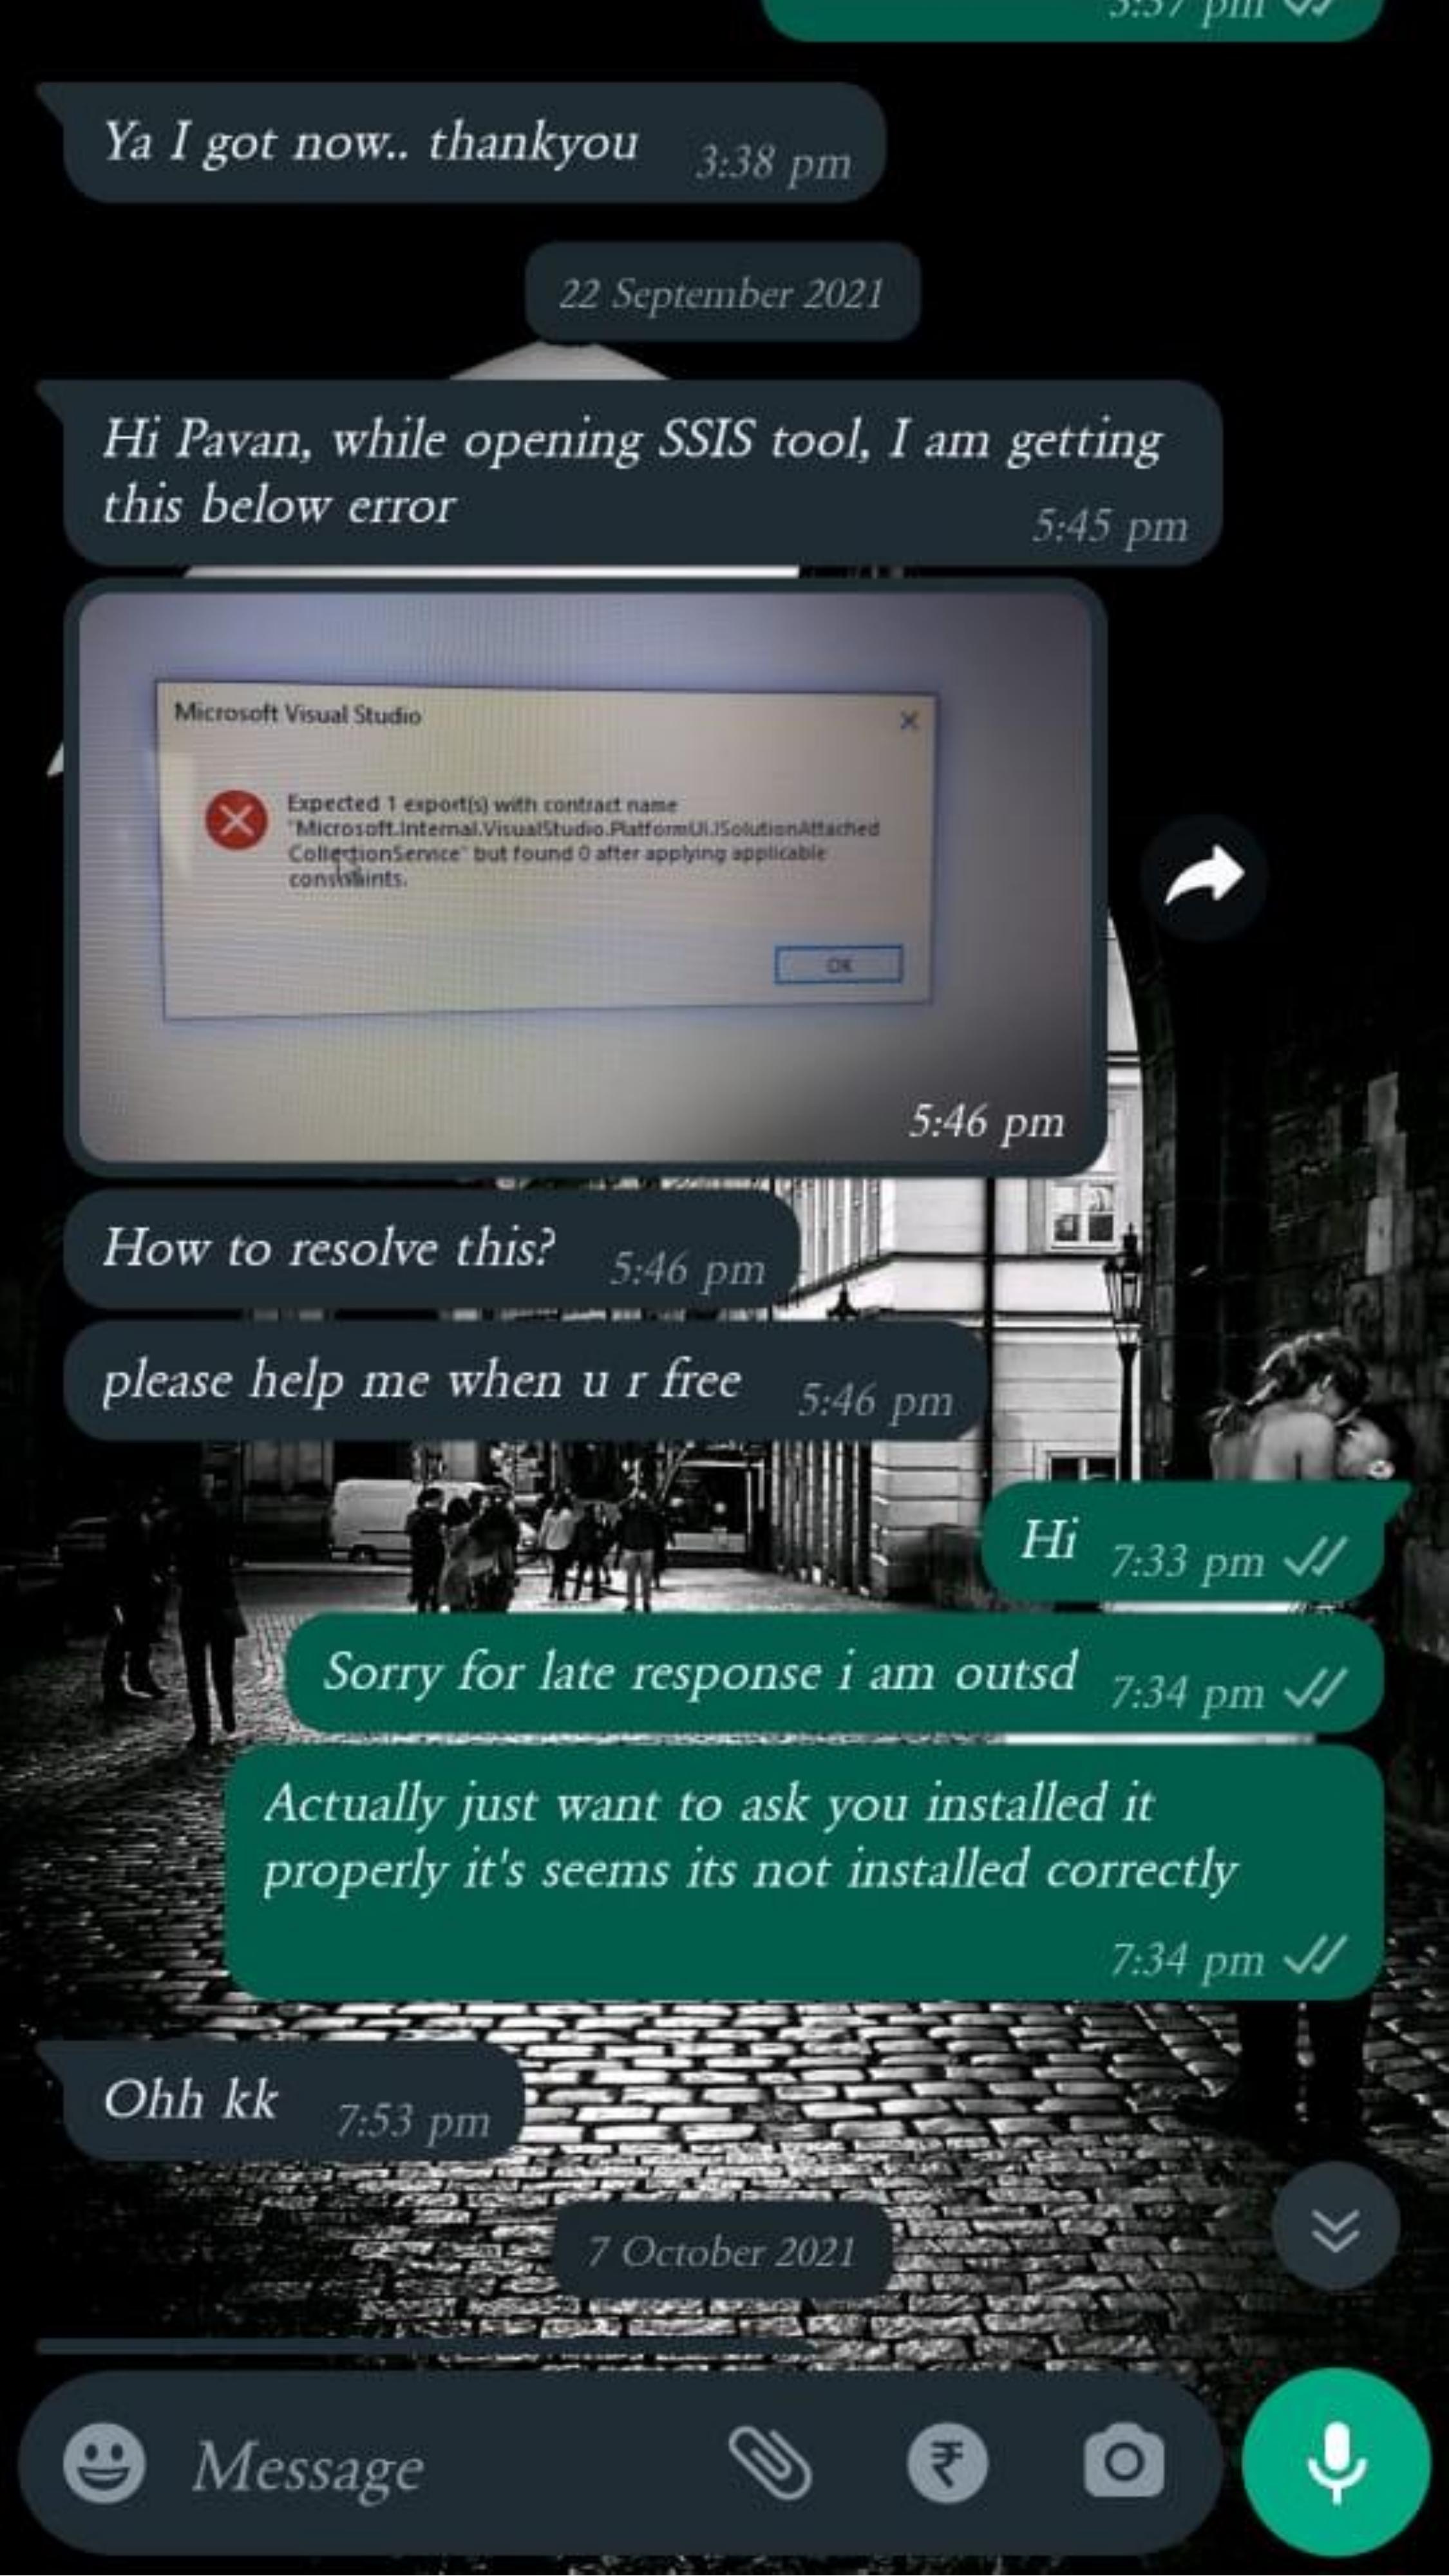 3:37 pm
Ya I got now.. thankyou 3:38 pm
22 September 2021
Hi Pavan, while opening SSIS tool, I am getting
this below error
5:45 pm
Microsoft Visual Studio
Expected 1 export(s) with contract name
"Microsoft.Internal.VisualStudio.PlatformUI.ISolutionAttached
CollectionService" but found 0 after applying applicable
constraints.
OK
5:46 pm
How to resolve this? 5:46 pm
please help me when u r free 5:46 pm
Hi 7:33 pm
Sorry for late response i am outsd 7:34 pm
Actually just want to ask you installed it
properly it's seems its not installed correctly
7:34 pm
Ohh kk 7:53 pm
7 October 2021
Message